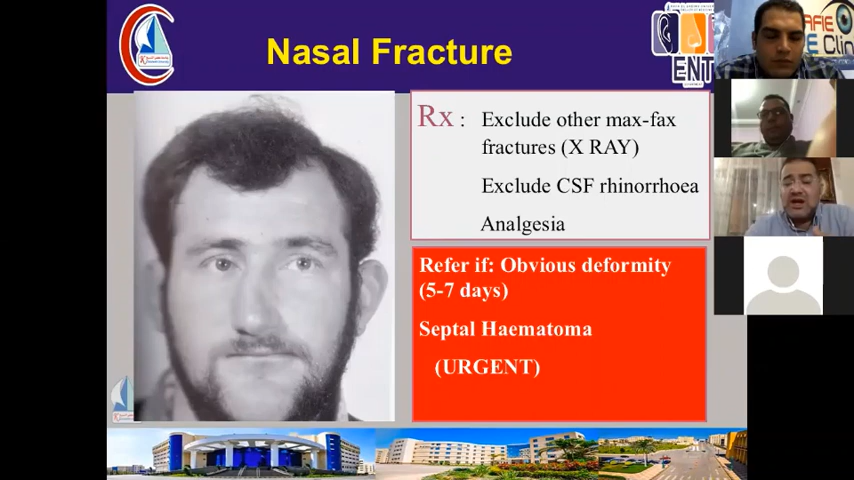 Nasal Fracture
ENT
Rx : Exclude other max-fax
fractures (X RAY)
Exclude CSF rhinorrhoea
Analgesia
Refer if: Obvious deformity
(5-7 days)
Septal Haematoma
(URGENT)